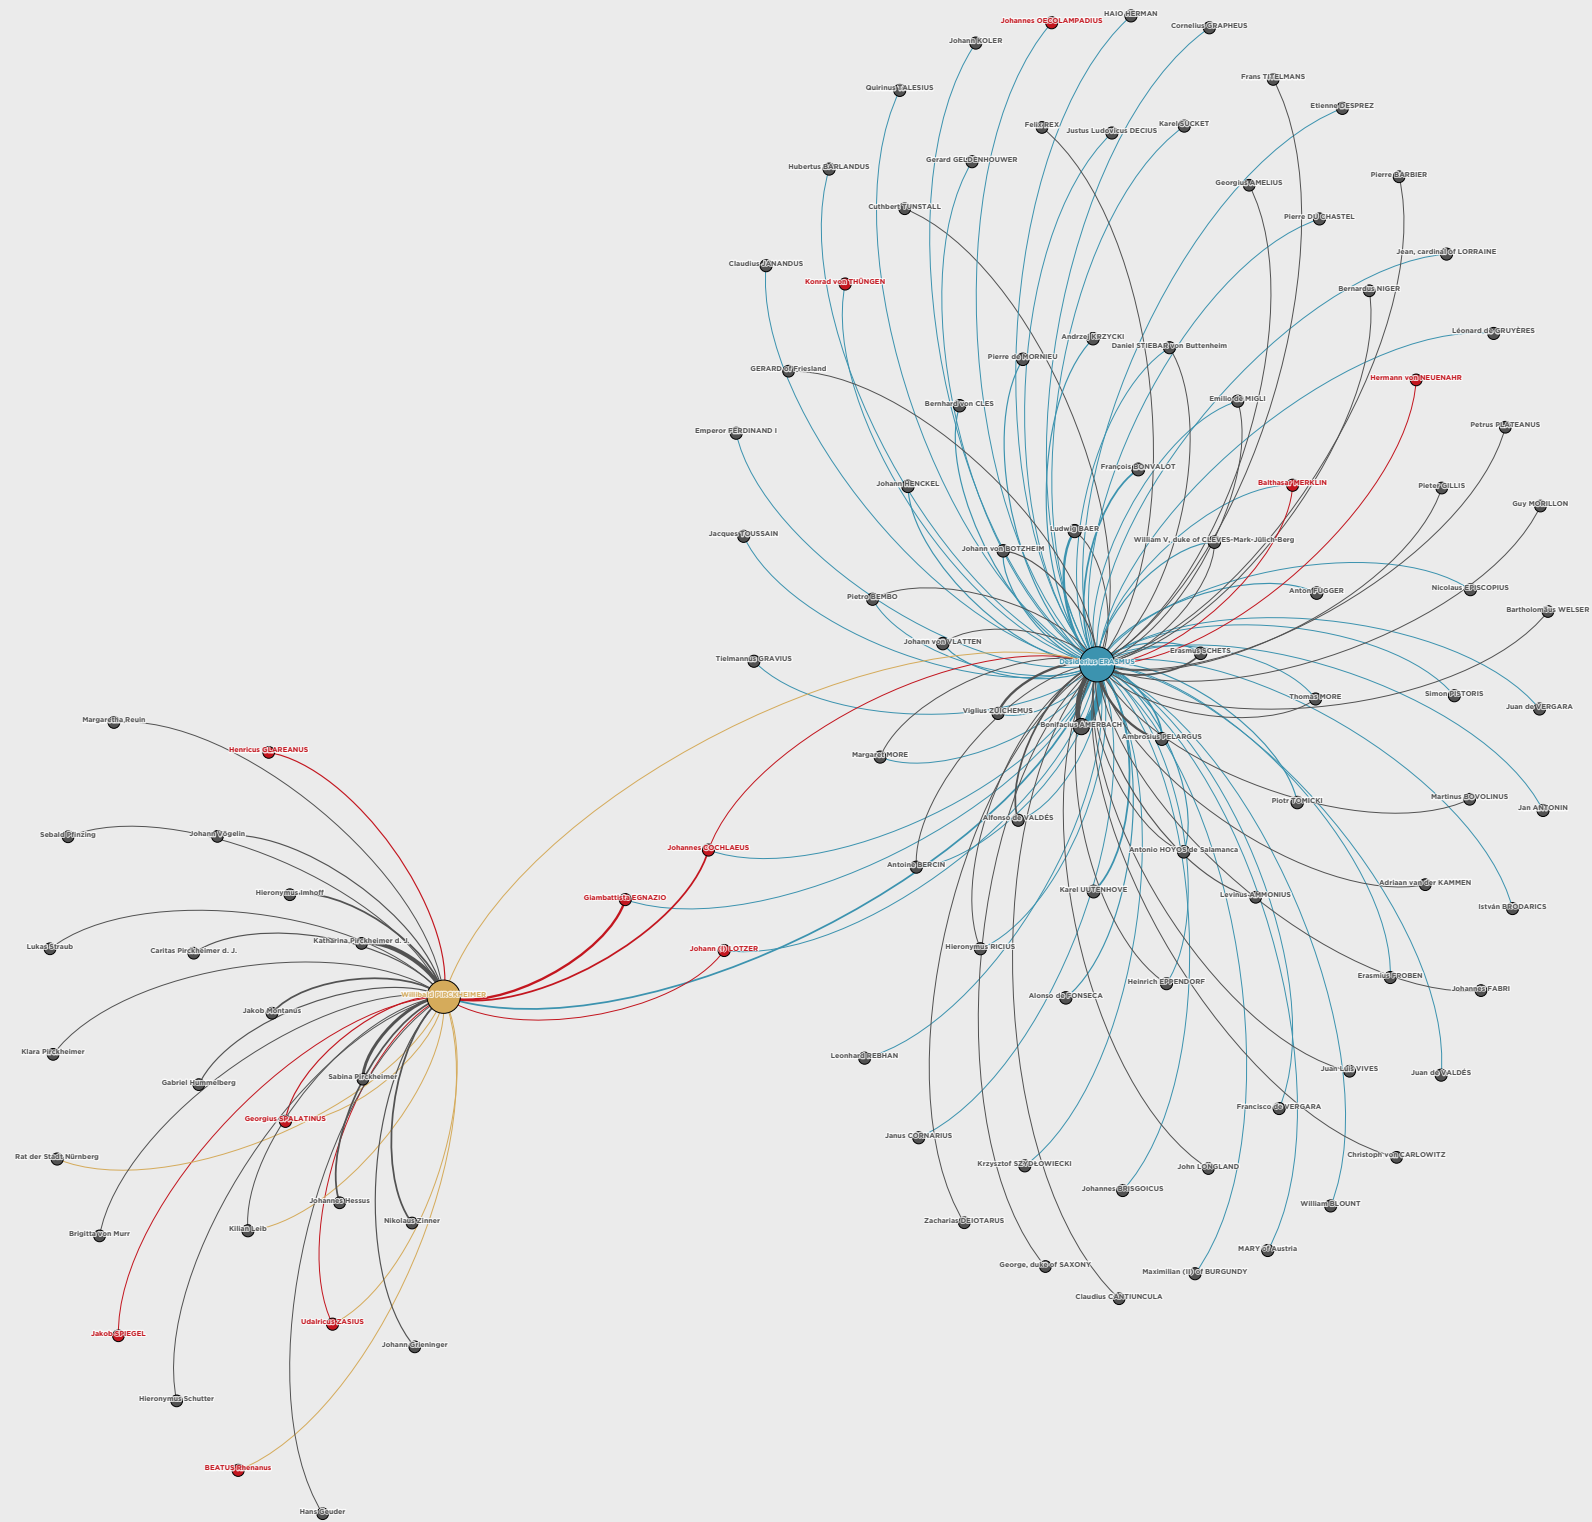 HAIO HERMAN
Johannes OECOLAMPADIUS
Cornelius GRAPHEUS
Johann KOLER
Frans TITELMANS
Quirinus TALESIUS
Etienne DESPREZ
Felix REX
Justus Ludovicus DECIUS
Karel SUCKET
Gerard GELDENHOUWER
Hubertus BARLANDUS
Pierre BARBIER
Georgius AMELIUS
Cuthbert TUNSTALL
Pierre DU CHASTEL
Jean, cardinal of LORRAINE
Claudius JANANDUS
Konrad von THÜNGEN
Bernardus NIGER
Léonard de GRUYÈRES
Andrzej KRZYCKI
Daniel STIEBAR von Buttenheim
Pierre de MORNIEU
GERARD of Friesland
Hermann von NEUENAHR
Emilio de MIGLI
Bernhard von CLES
Petrus PLATEANUS
Emperor FERDINAND I
François BONVALOT
Johann HENCKEL
Balthasar MERKLIN
Pieter GILLIS
Guy MORILLON
Ludwig BAER
Jacques TOUSSAIN
William V, duke of CLEVES-Mark-Jülich-Berg
Johann von BOTZHEIM
Nicolaus EPISCOPIUS
Anton FUGGER
Pietro BEMBO
Bartholomäus WELSER
Johann von VLATTEN
Erasmus SCHETS
Tielmannus GRAVIUS
Desiderius ERASMUS
Simon PISTORIS
Thomas MORE
Juan de VERGARA
Viglius ZUICHEMUS
Margaretha Reuin
Bonifacius AMERBACH
Ambrosius PELARGUS
Henricus GLAREANUS
Margaret MORE
Martinus BOVOLINUS
Piotr TOMICKI
Jan ANTONIN
Alfonso de VALDÉS
Sebald Pfinzing
Johann Vögelin
Johannes COCHLAEUS
Antonio HOYOS de Salamanca
Antoine BERCIN
Adriaan van der KAMMEN
Karel UUTENHOVE
Hieronymus Imhoff
Levinus AMMONIUS
Giambattista EGNAZIO
István BRODARICS
Katharina Pirckheimer d. J.
Lukas Straub
Hieronymus RICIUS
Johann (I) LOTZER
Caritas Pirckheimer d. J.
Erasmius FROBEN
Heinrich EPPENDORF
Johannes FABRI
Willibald PIRCKHEIMER
Alonso de FONSECA
Jakob Montanus
Klara Pirckheimer
Leonhard REBHAN
Juan Luis VIVES
Juan de VALDÉS
Sabina Pirckheimer
Gabriel Hummelberg
Francisco de VERGARA
Georgius SPALATINUS
Janus CORNARIUS
Christoph von CARLOWITZ
Rat der Stadt Nürnberg
Krzysztof SZYDŁOWIECKI
John LONGLAND
Johannes BRISGOICUS
Johannes Hessus
William BLOUNT
Nikolaus Zinner
Zacharias DEIOTARUS
Kilian Leib
Brigitta von Murr
MARY of Austria
George, duke of SAXONY
Maximilian (II) of BURGUNDY
Claudius CANTIUNCULA
Udalricus ZASIUS
Jakob SPIEGEL
Johann Grieninger
Hieronymus Schutter
BEATUS Rhenanus
Hans Geuder